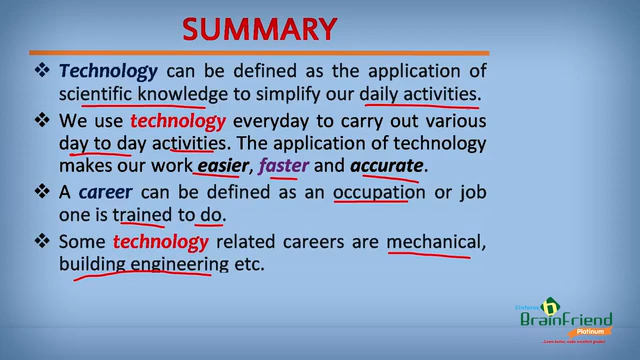 SUMMARY
❖ Technology can be defined as the application of
scientific knowledge to simplify our daily activities.
❖ We use technology everyday to carry out various
day to day activities. The application of technology
makes our work easier, faster and accurate.
❖ A career can be defined as an occupation or job
one is trained to do.
❖ Some technology related careers are mechanical,
building engineering etc.
BrainFriend
Platinum